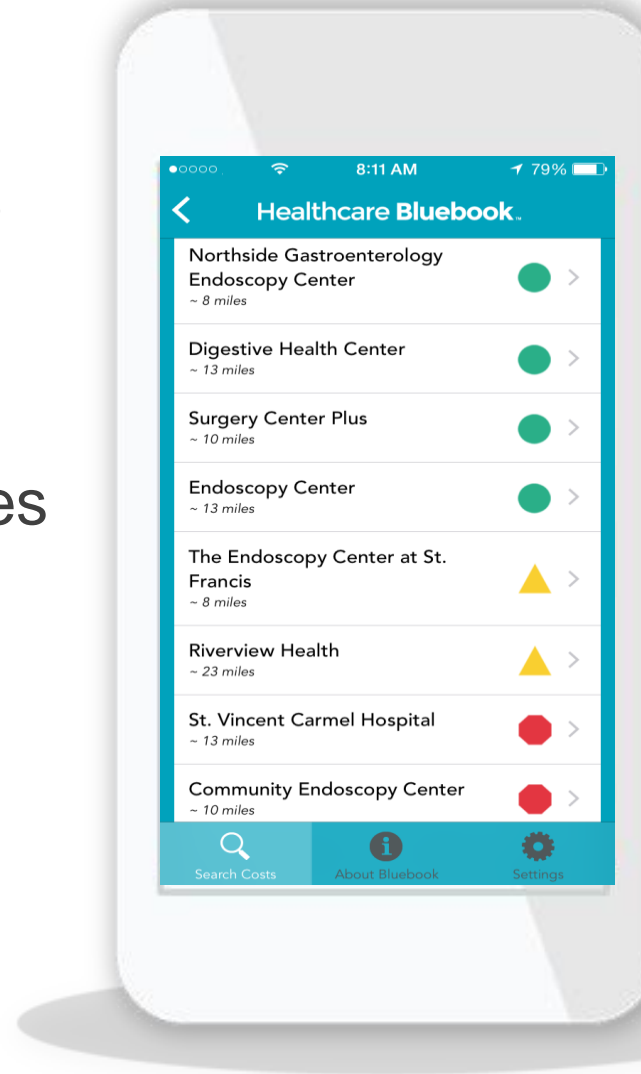 8:11 AM
79%
Healthcare Bluebook™
Northside Gastroenterology
Endoscopy Center
~ 8 miles
Digestive Health Center
~ 13 miles
Surgery Center Plus
~ 10 miles
Endoscopy Center
~ 13 miles
es
The Endoscopy Center at St.
Francis
~ 8 miles
Riverview Health
~ 23 miles
St. Vincent Carmel Hospital
~ 13 miles
Community Endoscopy Center
~ 10 miles
Search Costs
About Bluebook
Settings